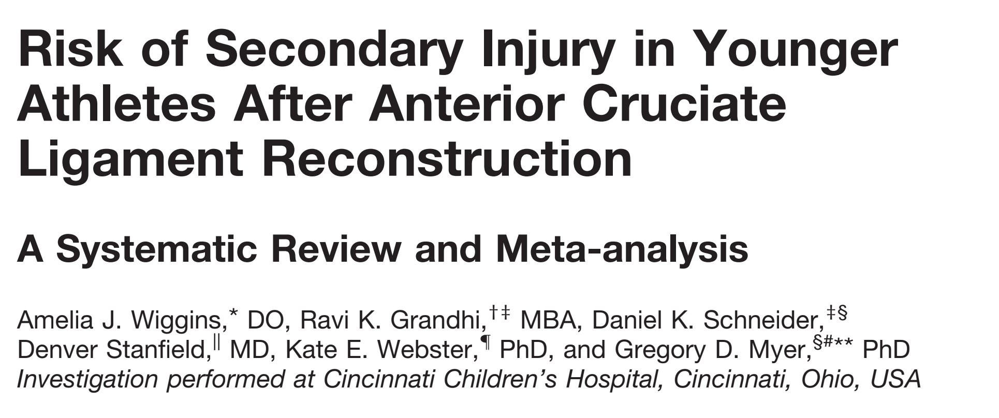 Risk of Secondary Injury in Younger
Athletes After Anterior Cruciate
Ligament Reconstruction
A Systematic Review and Meta-analysis
Amelia J. Wiggins,* DO, Ravi K. Grandhi,†‡ MBA, Daniel K. Schneider,‡§
Denver Stanfield,|| MD, Kate E. Webster,¶ PhD, and Gregory D. Myer,§#** PhD
Investigation performed at Cincinnati Children’s Hospital, Cincinnati, Ohio, USA